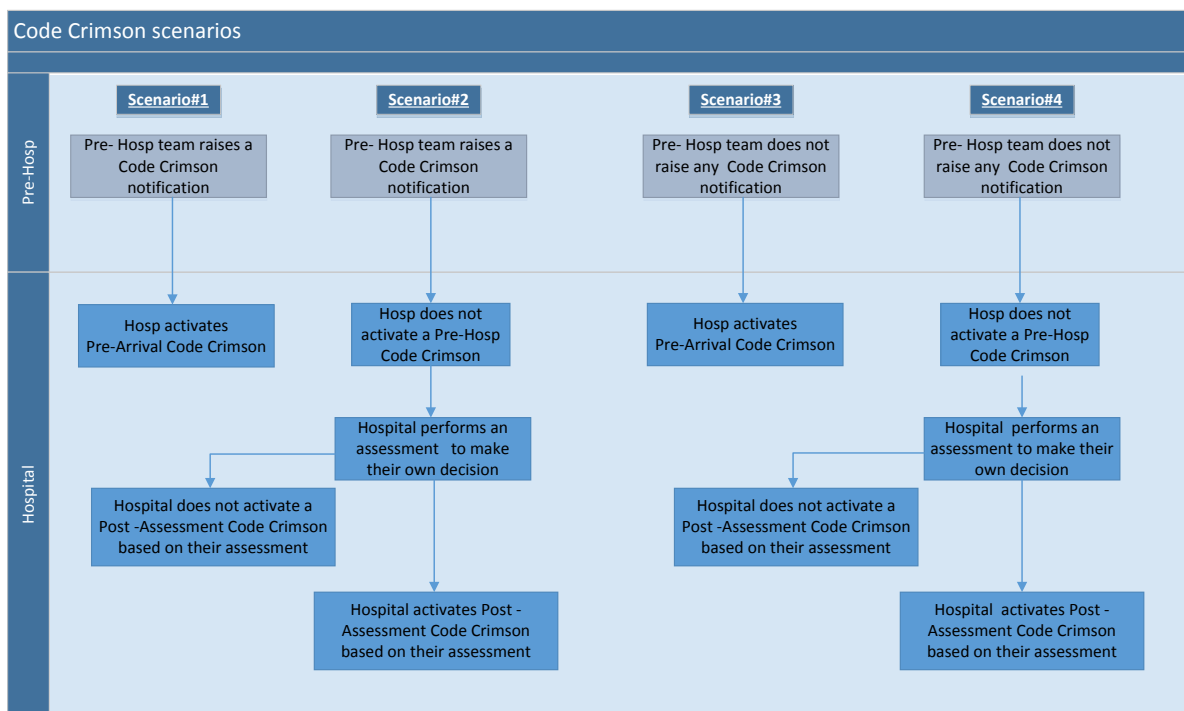 Code Crimson scenarios
Pre-Hosp
Scenario#1
Scenario#2
Scenario#3
Scenario#4
Pre- Hosp team raises a
Code Crimson
notification
Pre- Hosp team raises a
Code Crimson
notification
Pre- Hosp team does not
raise any  Code Crimson
notification
Pre- Hosp team does not
raise any  Code Crimson
notification
Hospital
Hosp activates
Pre-Arrival Code Crimson
Hosp does not
activate a Pre-Hosp
Code Crimson
Hosp activates
Pre-Arrival Code Crimson
Hosp does not
activate a Pre-Hosp
Code Crimson
Hospital performs an
assessment   to make
their own decision
Hospital  performs an
assessment to make their
own decision
Hospital does not activate a
Post -Assessment Code Crimson
based on their assessment
Hospital does not activate a
Post -Assessment Code Crimson
based on their assessment
Hospital activates Post -
Assessment Code Crimson
based on their assessment
Hospital  activates Post -
Assessment Code Crimson
based on their assessment